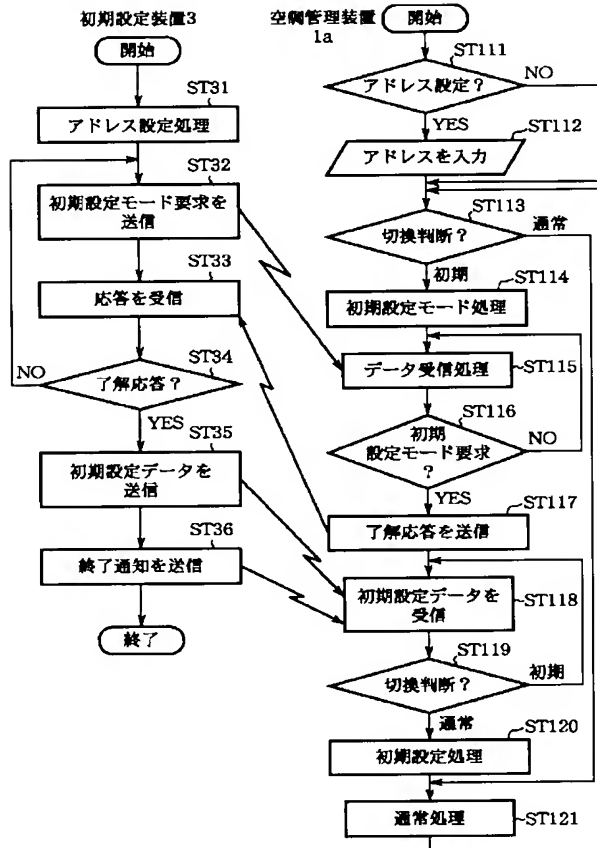 初期設定装置3
開始
ST31
アドレス設定処理
ST32
初期設定モード要求を
送信
ST33
応答を受信
ST34
了解応答？
NO
YES
ST35
初期設定データを
送信
ST36
終了通知を送信
終了
空調管理装置
1a
開始
ST111
アドレス設定？
NO
YES
ST112
アドレスを入力
ST113
切換判断？
通常
初期
ST114
初期設定モード処理
データ受信処理
ST115
ST116
初期
設定モード要求
？
NO
YES
ST117
了解応答を送信
初期設定データを
受信
ST118
ST119
切換判断？
初期
通常
ST120
初期設定処理
通常処理
ST121